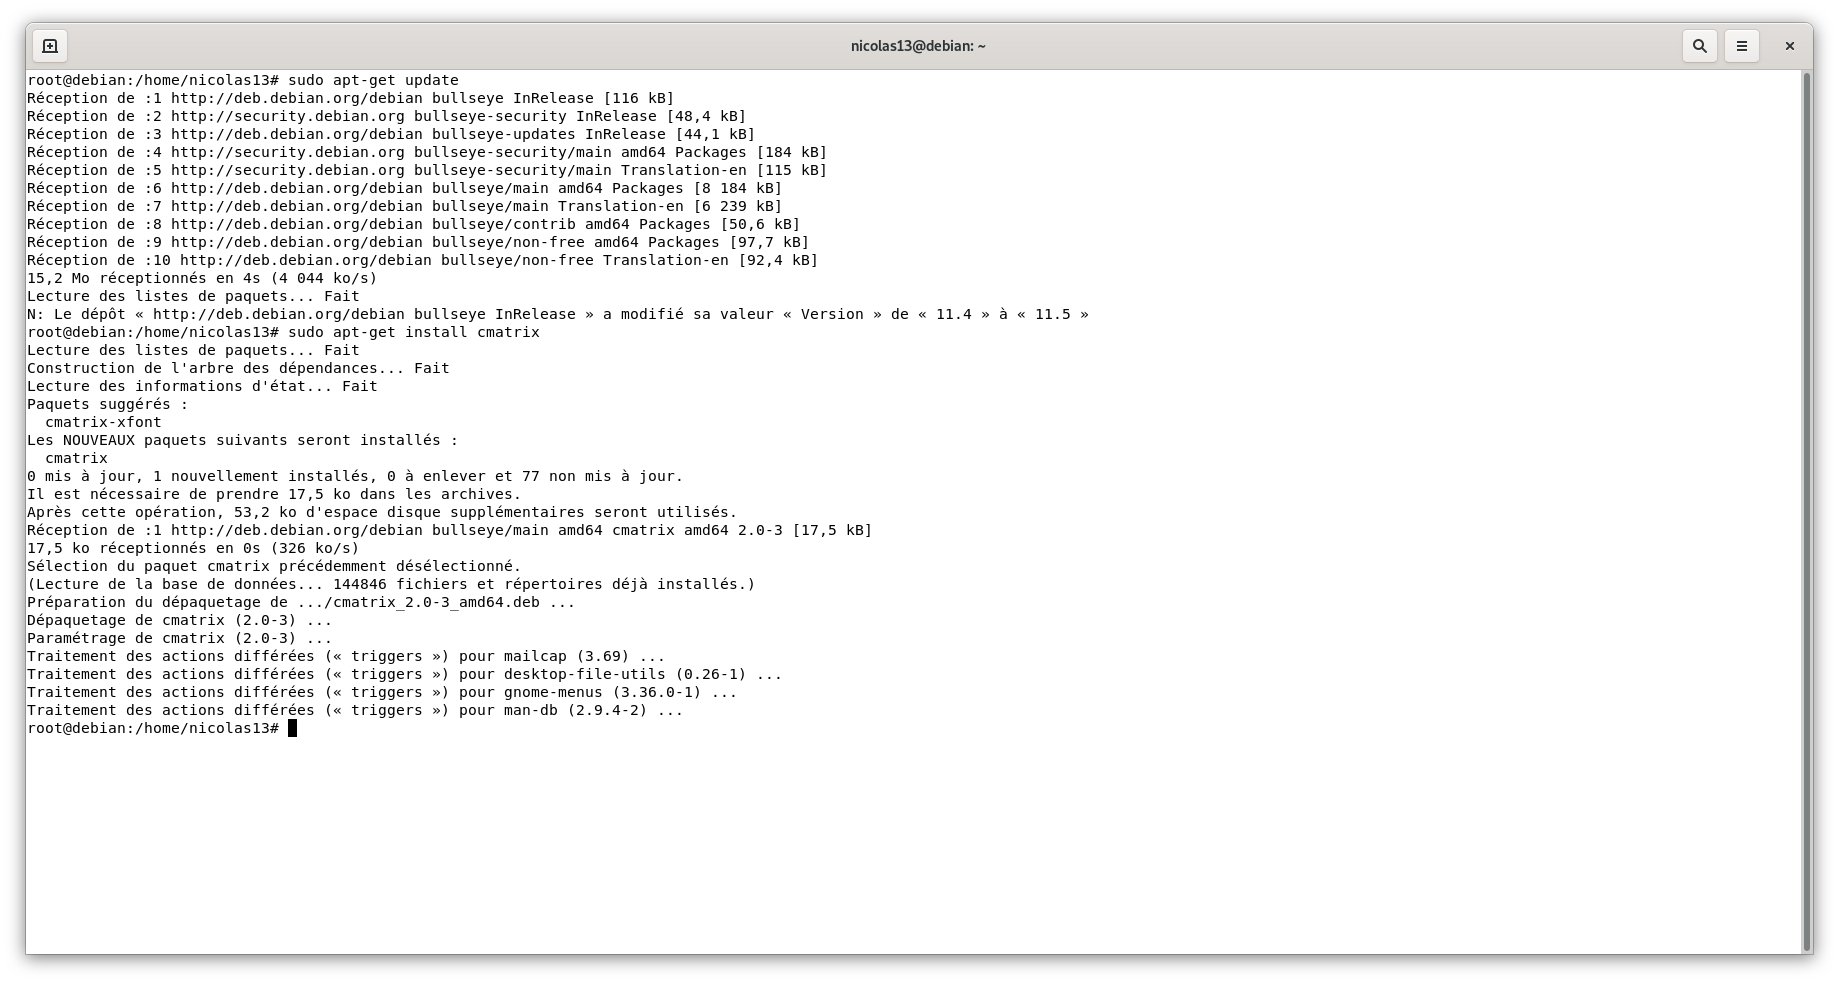 nicolas13@debian: ~
root@debian:/home/nicolas13# sudo apt-get update
Réception de :1 http://deb.debian.org/debian bullseye InRelease [116 kB]
Réception de :2 http://security.debian.org bullseye-security InRelease [48,4 kB]
Réception de :3 http://deb.debian.org/debian bullseye-updates InRelease [44,1 kB]
Réception de :4 http://security.debian.org bullseye-security/main amd64 Packages [184 kB]
Réception de :5 http://security.debian.org bullseye-security/main Translation-en [115 kB]
Réception de :6 http://deb.debian.org/debian bullseye/main amd64 Packages [8 184 kB]
Réception de :7 http://deb.debian.org/debian bullseye/main Translation-en [6 239 kB]
Réception de :8 http://deb.debian.org/debian bullseye/contrib amd64 Packages [50,6 kB]
Réception de :9 http://deb.debian.org/debian bullseye/non-free amd64 Packages [97,7 kB]
Réception de :10 http://deb.debian.org/debian bullseye/non-free Translation-en [92,4 kB]
15,2 Mo réceptionnés en 4s (4 044 ko/s)
Lecture des listes de paquets... Fait
N: Le dépôt « http://deb.debian.org/debian bullseye InRelease » a modifié sa valeur « Version » de « 11.4 » à « 11.5 »
root@debian:/home/nicolas13# sudo apt-get install cmatrix
Lecture des listes de paquets... Fait
Construction de l'arbre des dépendances... Fait
Lecture des informations d'état... Fait
Paquets suggérés :
  cmatrix-xfont
Les NOUVEAUX paquets suivants seront installés :
  cmatrix
0 mis à jour, 1 nouvellement installés, 0 à enlever et 77 non mis à jour.
Il est nécessaire de prendre 17,5 ko dans les archives.
Après cette opération, 53,2 ko d'espace disque supplémentaires seront utilisés.
Réception de :1 http://deb.debian.org/debian bullseye/main amd64 cmatrix amd64 2.0-3 [17,5 kB]
17,5 ko réceptionnés en 0s (326 ko/s)
Sélection du paquet cmatrix précédemment désélectionné.
(Lecture de la base de données... 144846 fichiers et répertoires déjà installés.)
Préparation du dépaquetage de .../cmatrix_2.0-3_amd64.deb ...
Dépaquetage de cmatrix (2.0-3) ...
Paramétrage de cmatrix (2.0-3) ...
Traitement des actions différées (« triggers ») pour mailcap (3.69) ...
Traitement des actions différées (« triggers ») pour desktop-file-utils (0.26-1) ...
Traitement des actions différées (« triggers ») pour gnome-menus (3.36.0-1) ...
Traitement des actions différées (« triggers ») pour man-db (2.9.4-2) ...
root@debian:/home/nicolas13#